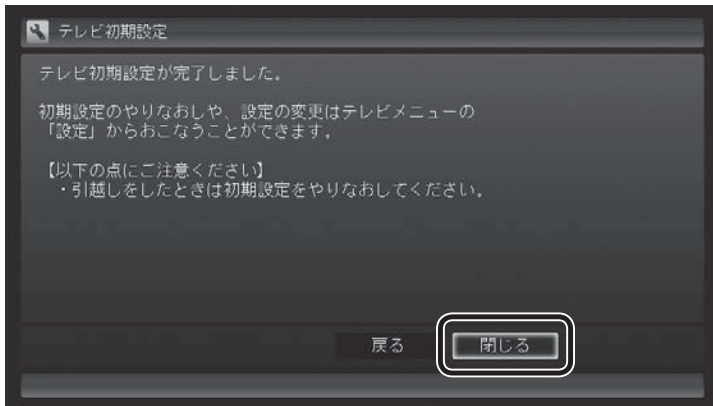 テレビ初期設定
テレビ初期設定が完了しました.
初期設定のやりなおしや、設定の変更はテレビメニューの
「設定」からおこなうことができます。
【以下の点にご注意ください】
・引越しをしたときは初期設定をやりなおしてください。
戻る
閉じる